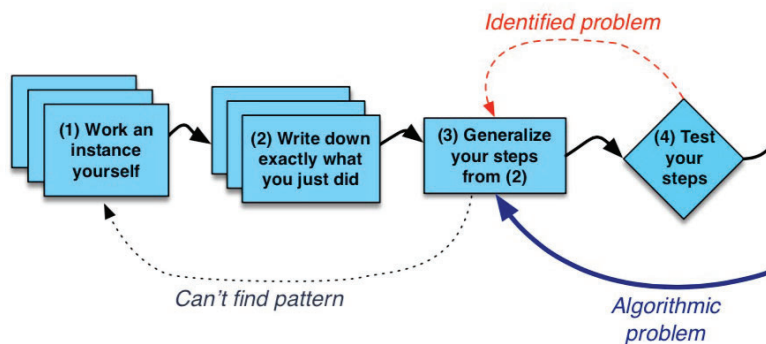 Identified problem
(1) Work an
instance
yourself
(2) Write down
exactly what
you just did
(3) Generalize
your steps
from (2)
(4) Test
your
steps
Can't find pattern
Algorithmic
problem